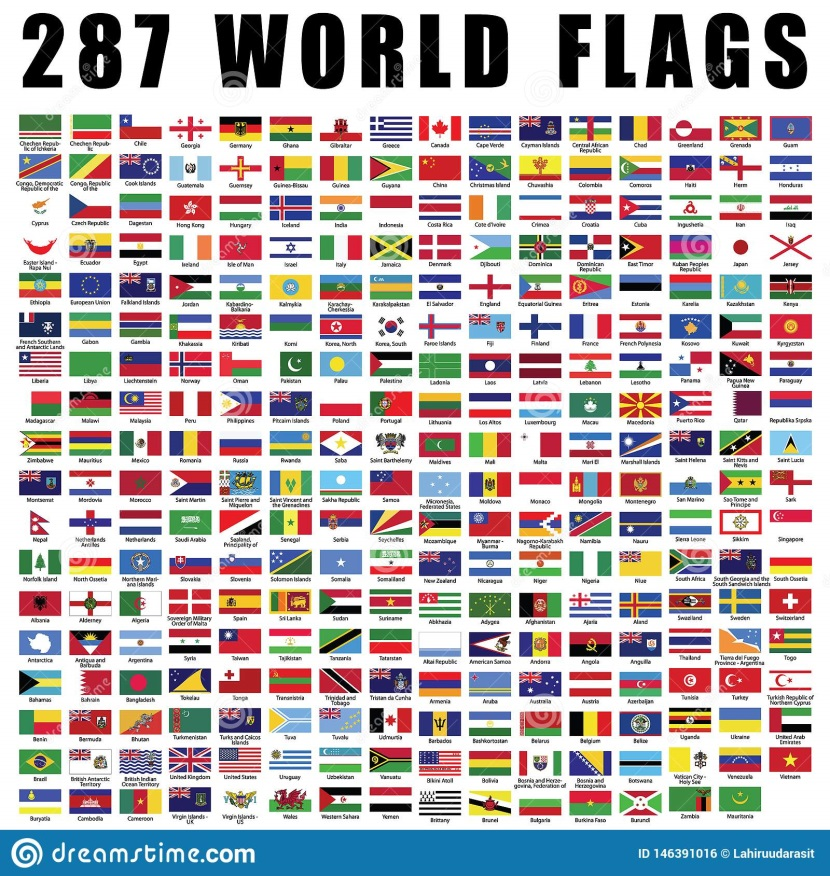 287 WORLD FLAGS
Chechen Repub-
lic of Ichkeria
Chechen Repub-
lic
Chile
Georgia
Germany
Ghana
Gibraltar
Greece
Canada
Cape Verde
Cayman Islands
Central African
Republic
Chad
Greenland
Grenada
Guam
Congo, Democratic
Republic of the
Congo, Republic of
the
Cook Islands
Guatemala
Guernsey
Guinea-Bissau
Guinea
Guyana
China
Christmas Island
Chuvashia
Colombia
Comoros
Haiti
Herm
Honduras
Cyprus
Czech Republic
Dagestan
Hong Kong
Hungary
Iceland
India
Indonesia
Costa Rica
Cote d'Ivoire
Crimea
Croatia
Cuba
Ingushetia
Iran
Iraq
Easter Island -
Rapa Nui
Ecuador
Egypt
Ireland
Isle of Man
Israel
Italy
Jamaica
Denmark
Djibouti
Dominica
Dominican
Republic
East Timor
Kuban Peoples
Republic
Japan
Jersey
Ethiopia
European Union
Falkland Islands
Jordan
Kabardino-
Balkaria
Kalmykia
Karachay-
Cherkessia
Karakalpakstan
El Salvador
England
Equatorial Guinea
Eritrea
Estonia
Karelia
Kazakhstan
Kenya
French Southern
and Antarctic Lands
Gabon
Gambia
Khakassia
Kiribati
Komi
Korea, North
Korea, South
Faroe Islands
Fiji
Finland
France
French Polynesia
Kosovo
Kuwait
Kyrgyzstan
Liberia
Libyo
Liechtenstein
Norway
Oman
Pakistan
Palau
Palestine
Ladonia
Laos
Latvia
Lebanon
Lesotho
Panama
Papua New
Guinea
Paraguay
Madagascar
Malawi
Malaysia
Peru
Philippines
Pitcairn Islands
Poland
Portugal
Lithuania
Los Altos
Luxembourg
Macau
Macedonia
Puerto Rico
Qatar
Republika Srpska
Zimbabwe
Mauritius
Mexico
Romania
Russia
Rwanda
Saba
Saint Barthelemy
Maldives
Mali
Malta
Mari El
Marshall Islands
Saint Helena
Saint Kitts and
Nevis
Saint Lucia
Montserrat
Mordovia
Morocco
Saint Martin
Saint Pierre and
Miquelon
Saint Vincent and
the Grenadines
Sakha Republic
Samoa
Micronesia,
Federated States
Moldova
Monaco
Mongolia
Montenegro
San Marino
Sao Tome and
Principe
Sark
Nepal
Netherlands
Antilles
Netherlands
Saudi Arabia
Sealand,
Principality of
Senegal
Serbia
Seychelles
Mozambique
Myanmar -
Burma
Nagorno-Karabakh
Republic
Namibia
Nauru
Sierra Leone
Sikkim
Singapore
Norfolk Island
North Ossetia
Northern Mari-
ana Islands
Slovakia
Slovenia
Solomon Islands
Somalia
Somaliland
New Zealand
Nicaragua
Niger
Nigeria
Niue
South Africa
South Georgia and the
South Sandwich Islands
South Ossetia
Albania
Alderney
Algeria
Sovereign Military
Order of Malta
Spain
Sri Lanka
Sudan
Suriname
Abkhazia
Adygea
Afghanistan
Ajaria
Aland
Swaziland
Sweden
Switzerland
Antarctica
Antigua and
Barbuda
Argentina
Syria
Taiwan
Tajikistan
Tanzania
Tatarstan
Altai Republic
American Samoa
Andorra
Angola
Anguilla
Thailand
Tierra del Fuego
Province - Argentina
Togo
Bahamas
Bahrain
Bangladesh
Tokelau
Tonga
Transnistria
Trinidad and
Tobago
Tristan da Cunha
Armenia
Aruba
Australia
Austria
Azerbaijan
Tunisia
Turkey
Turkish Republic of
Northern Cyprus
Benin
Bermuda
Bhutan
Turkmenistan
Turks and Caicos
Islands
Tuva
Tuvalu
Udmurtia
Barbados
Bashkortostan
Belarus
Belgium
Belize
Uganda
Ukraine
United Arab
Emirates
Brazil
British Antarctic
Territory
British Indian
Ocean Territory
United Kingdom
United States
Uruguay
Uzbekistan
Vanuatu
Bikini Atoll
Bolivia
Bosnia and Herze-
govina, Federation of
Bosnia and
Herzegovina
Botswana
Vatican City -
Holy See
Venezuela
Vietnam
Buryatia
Cambodia
Cameroon
Virgin Islands -
UK
Virgin Islands -
US
Wales
Western Sahara
Yemen
Brittany
Brunei
Bulgaria
Burkina Faso
Burundi
Zambia
Mauritania
dreamstime.com
ID 146391016 © Lahiruudarasit